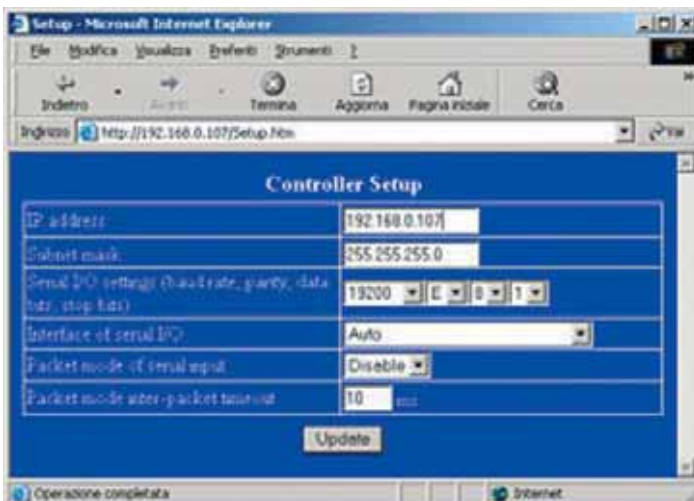 Setup - Microsoft Internet Explorer
File Modifica Visualizza Preferiti Strumenti ?
Indietro Avanti Termina Aggiorna Pagina iniziale Cerca
Indirizzo http://192.168.0.107/Setup.htm Vai
Controller Setup
IP address 192.168.0.107
Subnet mask 255.255.255.0
Serial I/O settings (baud rate, parity, data 19200 E 8 1
bits, stop bits)
Interface of serial I/O Auto
Packet mode of serial input Disable
Packet mode inter-packet timeout 10 ms
Update
Operazione completata Internet